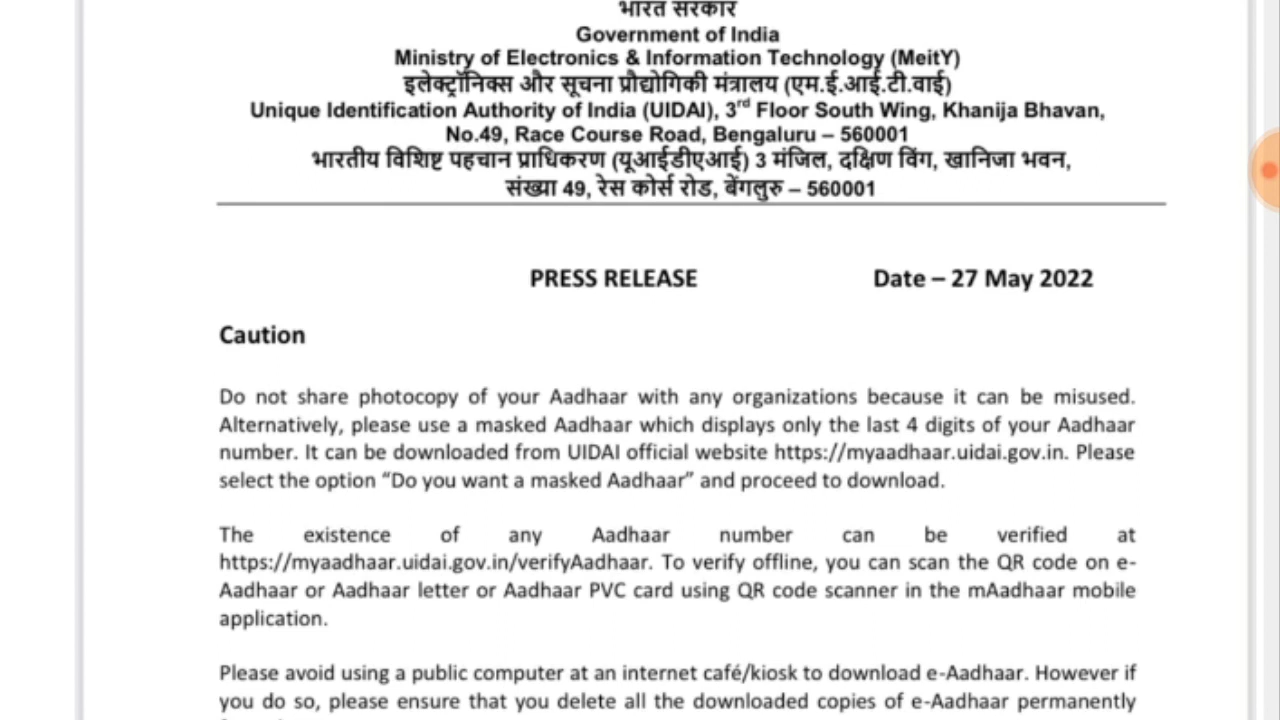 भारत सरकार
Government of India
Ministry of Electronics & Information Technology (MeitY)
इलेक्ट्रॉनिक्स और सूचना प्रौद्योगिकी मंत्रालय (एम.ई.आई.टी.वाई)
Unique Identification Authority of India (UIDAI), 3rd Floor South Wing, Khanija Bhavan,
No.49, Race Course Road, Bengaluru – 560001
भारतीय विशिष्ट पहचान प्राधिकरण (यूआईडीएआई) 3 मंजिल, दक्षिण विंग, खानिजा भवन,
संख्या 49, रेस कोर्स रोड, बेंगलुरु – 560001
PRESS RELEASE Date – 27 May 2022
Caution
Do not share photocopy of your Aadhaar with any organizations because it can be misused.
Alternatively, please use a masked Aadhaar which displays only the last 4 digits of your Aadhaar
number. It can be downloaded from UIDAI official website https://myaadhaar.uidai.gov.in. Please
select the option “Do you want a masked Aadhaar” and proceed to download.
The existence of any Aadhaar number can be verified at
https://myaadhaar.uidai.gov.in/verifyAadhaar. To verify offline, you can scan the QR code on e-
Aadhaar or Aadhaar letter or Aadhaar PVC card using QR code scanner in the mAadhaar mobile
application.
Please avoid using a public computer at an internet café/kiosk to download e-Aadhaar. However if
you do so, please ensure that you delete all the downloaded copies of e-Aadhaar permanently